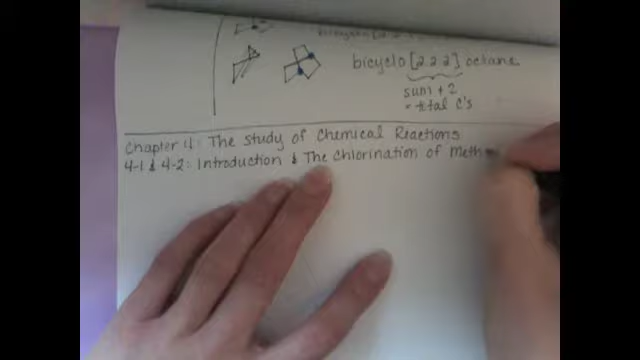 bicyclo [2.2.2] octane
sum + 2
= total C's
Chapter 4: The Study of Chemical Reactions
4-1 & 4-2: Introduction & The Chlorination of Meth